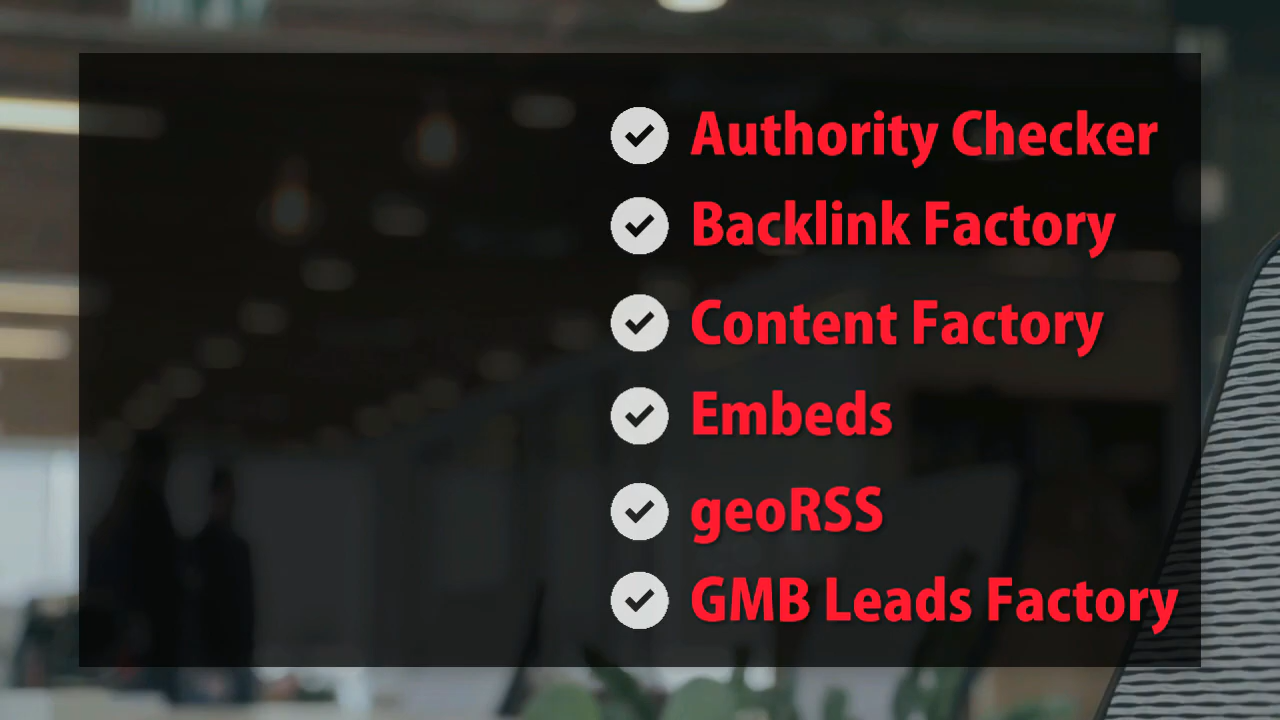 Authority Checker
Backlink Factory
Content Factory
Embeds
geoRSS
GMB Leads Factory